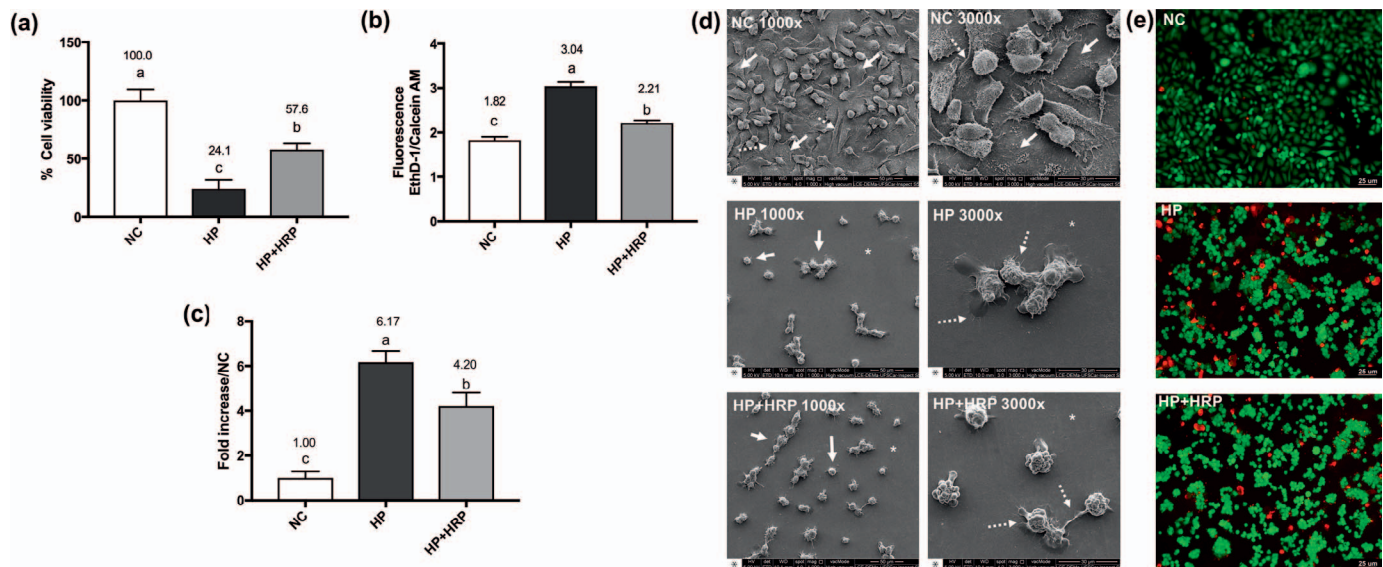 (a)
% Cell viability
150
100
50
0
100.0
a
24.1
c
57.6
b
NC
HP
HP+HRP
(b)
Fluorescence
EthD-1/Calcein AM
4
3
2
1
0
1.82
c
3.04
a
2.21
b
NC
HP
HP+HRP
(c)
Fold increase/NC
8
6
4
2
0
1.00
c
6.17
a
4.20
b
NC
HP
HP+HRP
(d)
NC 1000x
NC 3000x
HP 1000x
*
HP 3000x
*
HP+HRP 1000x
*
HP+HRP 3000x
*
(e)
NC
25 um
HP
25 um
HP+HRP
25 um